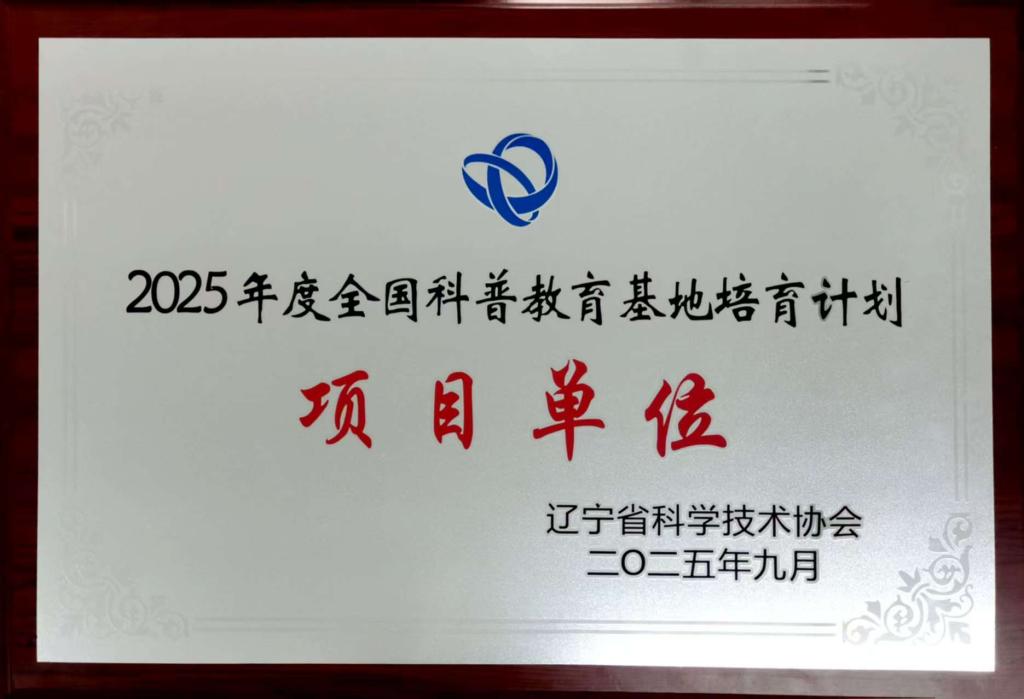 2025年度全国科普教育基地培育计划
项目单位
辽宁省科学技术协会
二〇二五年九月